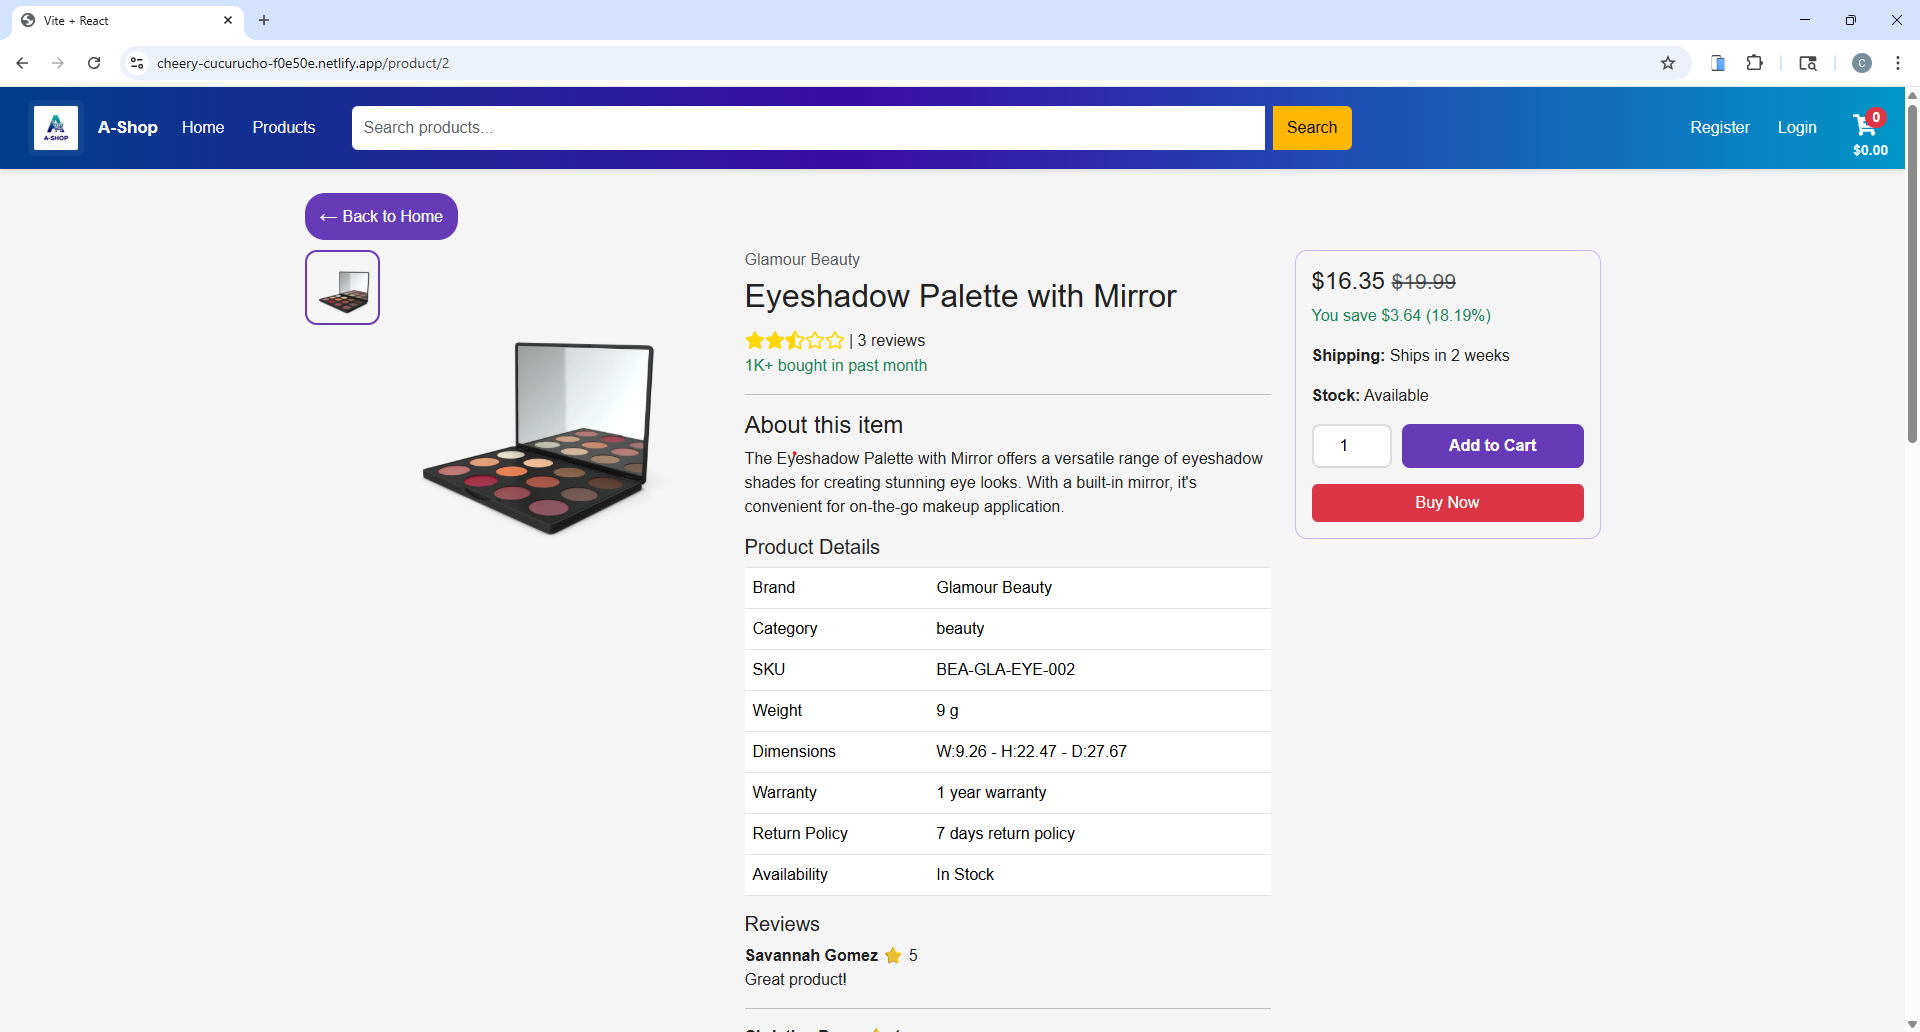 Vite + React
cheery-cucurucho-f0e50e.netlify.app/product/2
C
A-SHOP
A-Shop
Home
Products
Search products...
Search
Register
Login
0
$0.00
← Back to Home
Glamour Beauty
Eyeshadow Palette with Mirror
| 3 reviews
1K+ bought in past month
About this item
The Eyeshadow Palette with Mirror offers a versatile range of eyeshadow
shades for creating stunning eye looks. With a built-in mirror, it's
convenient for on-the-go makeup application.
Product Details
Brand Glamour Beauty
Category beauty
SKU BEA-GLA-EYE-002
Weight 9 g
Dimensions W:9.26 - H:22.47 - D:27.67
Warranty 1 year warranty
Return Policy 7 days return policy
Availability In Stock
Reviews
Savannah Gomez 5
Great product!
$16.35 $19.99
You save $3.64 (18.19%)
Shipping: Ships in 2 weeks
Stock: Available
1
Add to Cart
Buy Now